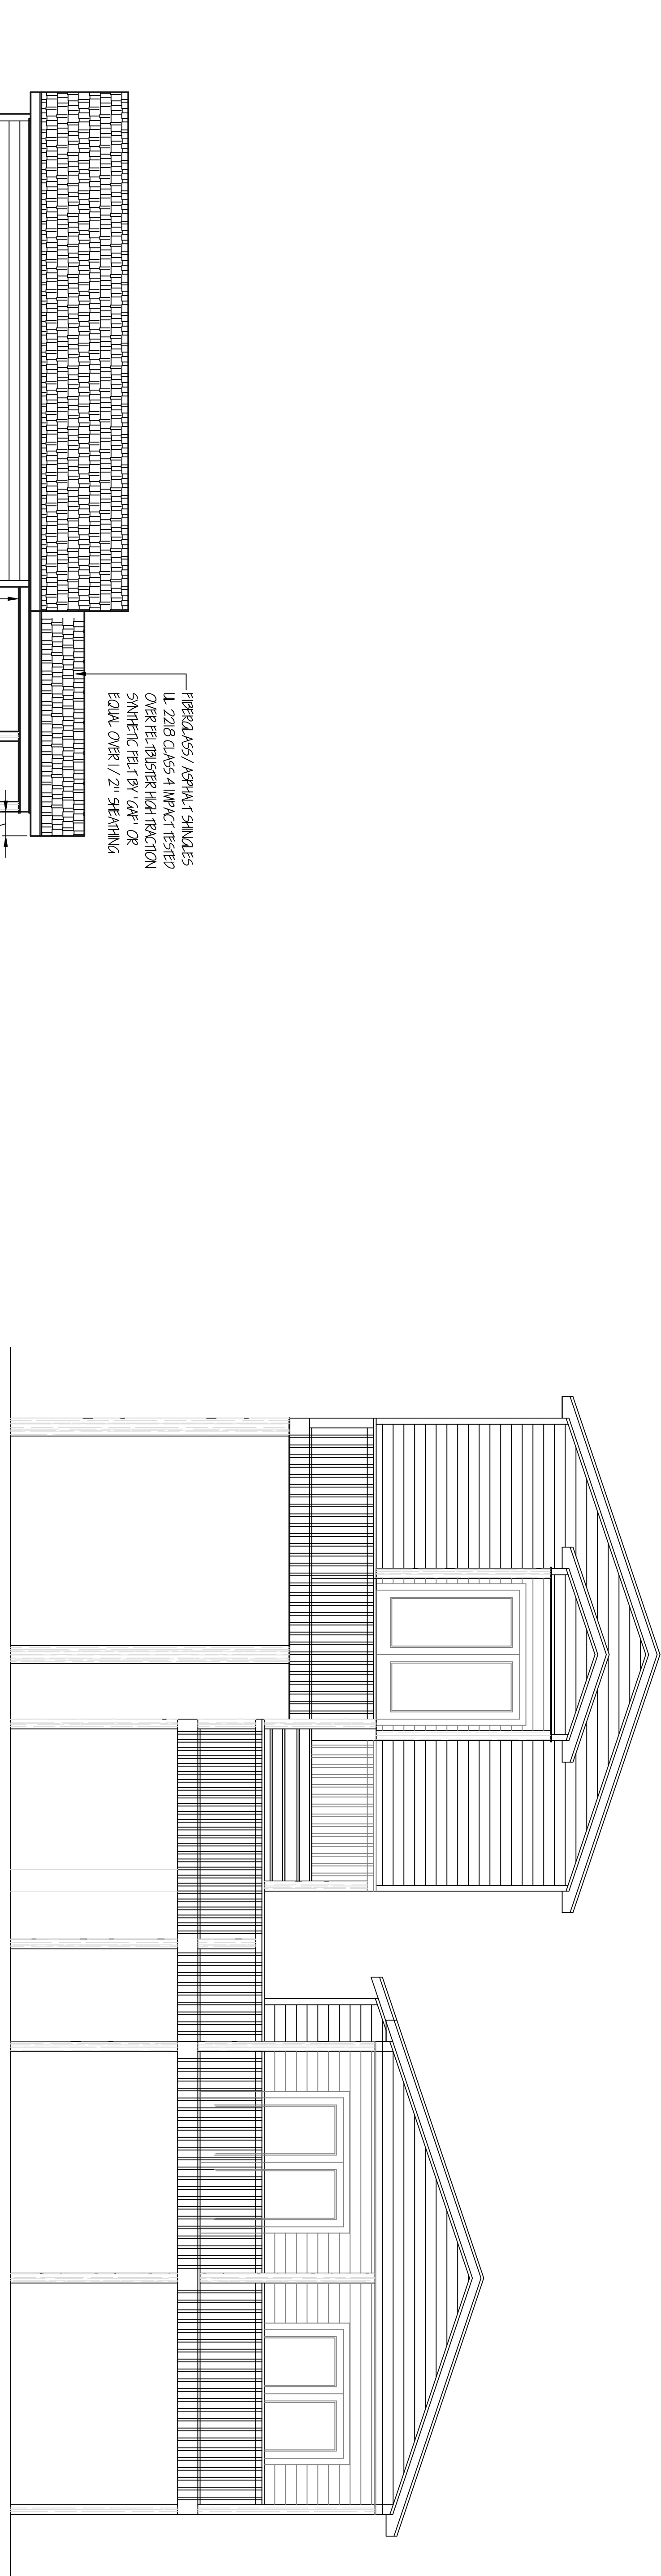 FIBERGLASS / ASPHALT SHINGLES
UL 2218 CLASS 4 IMPACT TESTED
OVER FELTBUSTER HIGH TRACTION
SYNTHETIC FELT BY 'GAF' OR
EQUAL OVER 1 / 2" SHEATHING